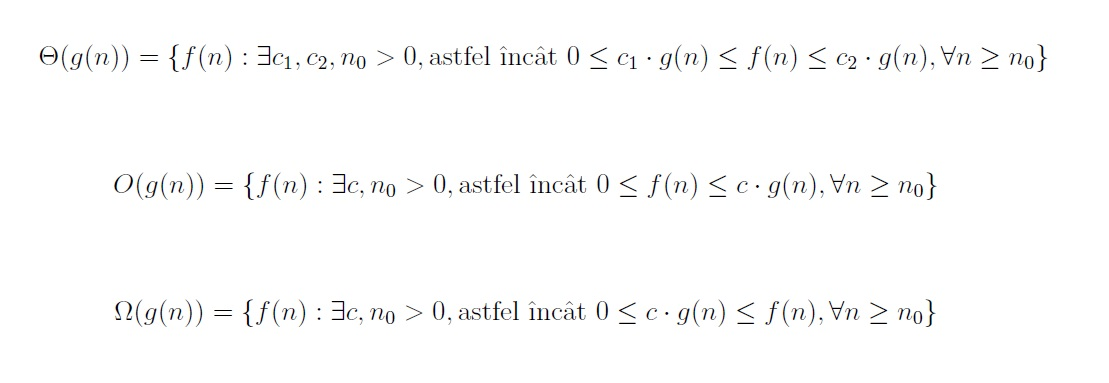 Θ(g(n)) = {f(n) : ∃c₁, c₂, n₀ > 0, astfel încât 0 ≤ c₁ · g(n) ≤ f(n) ≤ c₂ · g(n), ∀n ≥ n₀}
O(g(n)) = {f(n) : ∃c, n₀ > 0, astfel încât 0 ≤ f(n) ≤ c · g(n), ∀n ≥ n₀}
Ω(g(n)) = {f(n) : ∃c, n₀ > 0, astfel încât 0 ≤ c · g(n) ≤ f(n), ∀n ≥ n₀}